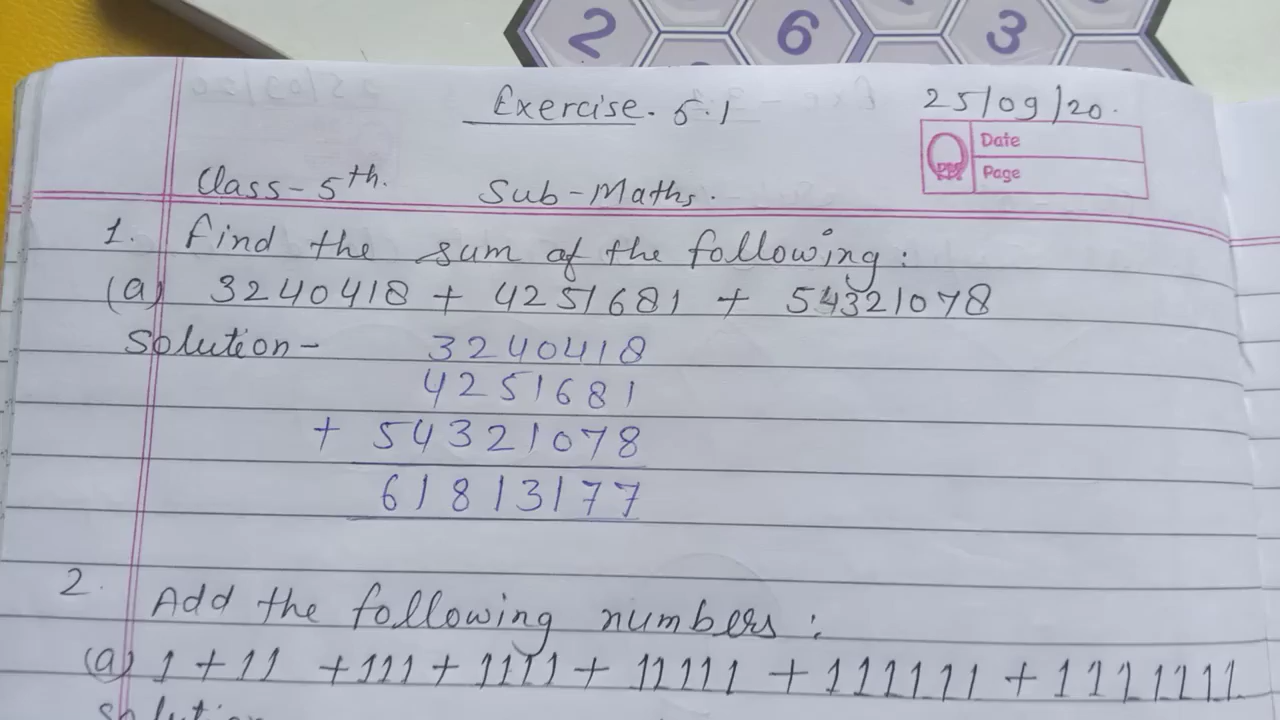 2 6 3
Exercise. 5.1
25/09/20.
Date
Page
Class-5th. Sub-Maths.
1. find the sum of the following:
(a) 3240418 + 4251681 + 54321078
Solution- 3240418
4251681
+ 54321078
61813177
2. Add the following numbers:
(a) 1 + 11 + 111 + 1111 + 11111 + 111111 + 1111111
Solution